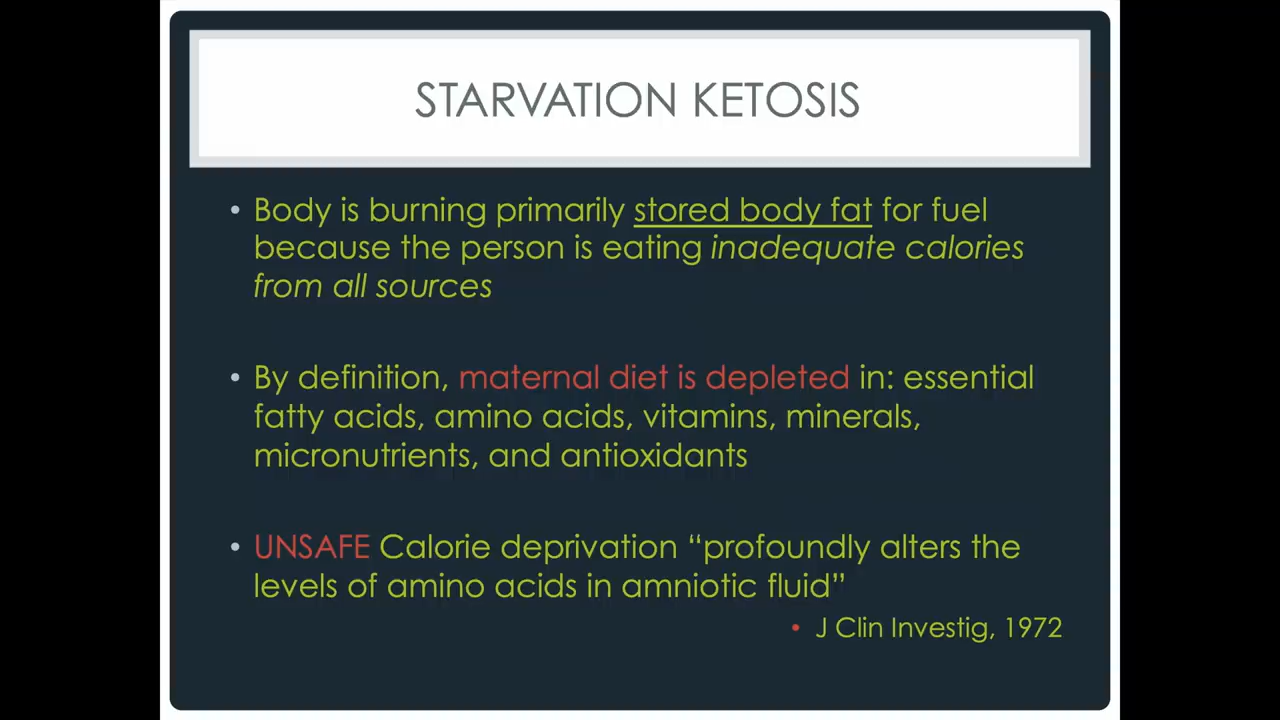 STARVATION KETOSIS
• Body is burning primarily stored body fat for fuel
because the person is eating inadequate calories
from all sources
• By definition, maternal diet is depleted in: essential
fatty acids, amino acids, vitamins, minerals,
micronutrients, and antioxidants
• UNSAFE Calorie deprivation “profoundly alters the
levels of amino acids in amniotic fluid”
• J Clin Investig, 1972